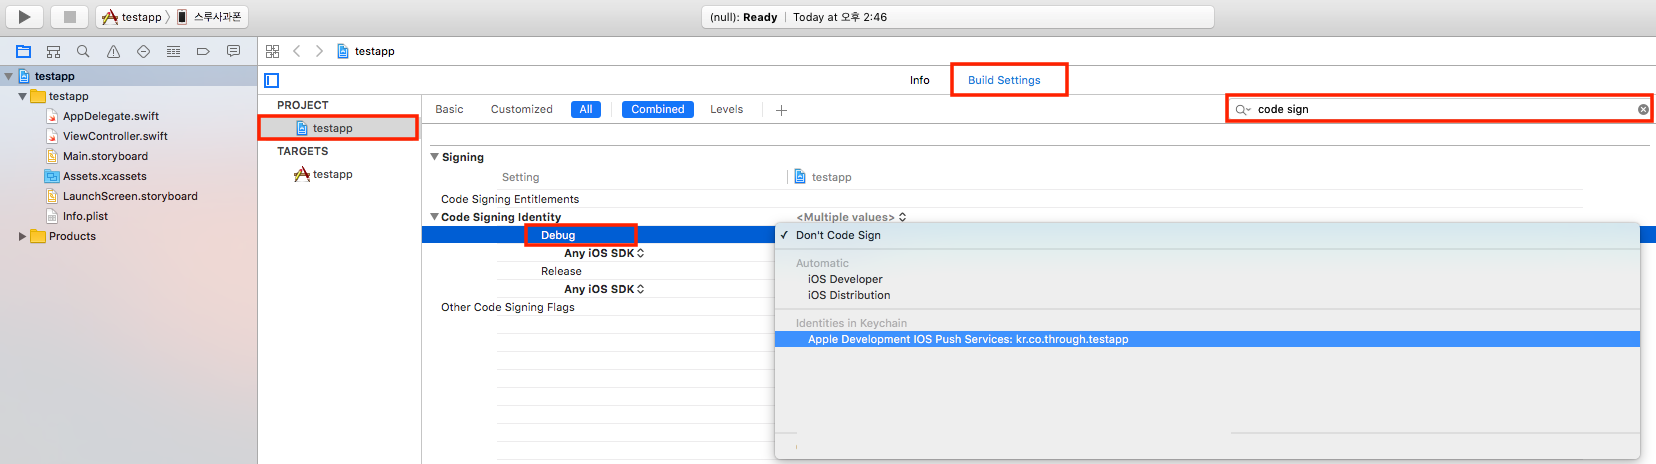 testapp 스루사과폰
(null): Ready Today at 오후 2:46
testapp
testapp
Info Build Settings
PROJECT
Basic Customized All Combined Levels
code sign
testapp
AppDelegate.swift
testapp
ViewController.swift
TARGETS
Main.storyboard
Signing
Assets.xcassets
testapp
Setting testapp
LaunchScreen.storyboard
Code Signing Entitlements
Info.plist
Code Signing Identity <Multiple values>
Products
Debug
Don't Code Sign
Any iOS SDK
Automatic
Release
iOS Developer
Any iOS SDK
iOS Distribution
Other Code Signing Flags
Identities in Keychain
Apple Development IOS Push Services: kr.co.through.testapp